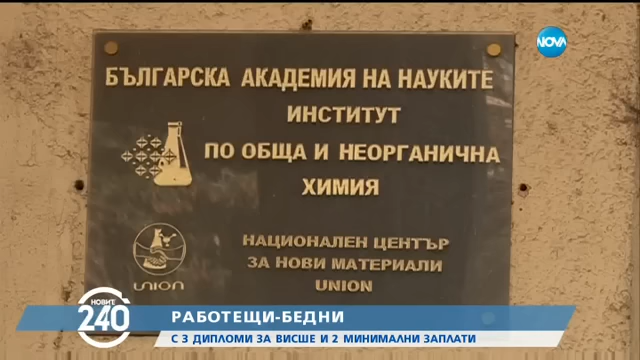 NOVA
БЪЛГАРСКА АКАДЕМИЯ НА НАУКИТЕ
ИНСТИТУТ
ПО ОБЩА И НЕОРГАНИЧНА
ХИМИЯ
НАЦИОНАЛЕН ЦЕНТЪР
ЗА НОВИ МАТЕРИАЛИ
UNION
UNION
НОВИТЕ
240
РАБОТЕЩИ-БЕДНИ
С 3 ДИПЛОМИ ЗА ВИСШЕ И 2 МИНИМАЛНИ ЗАПЛАТИ